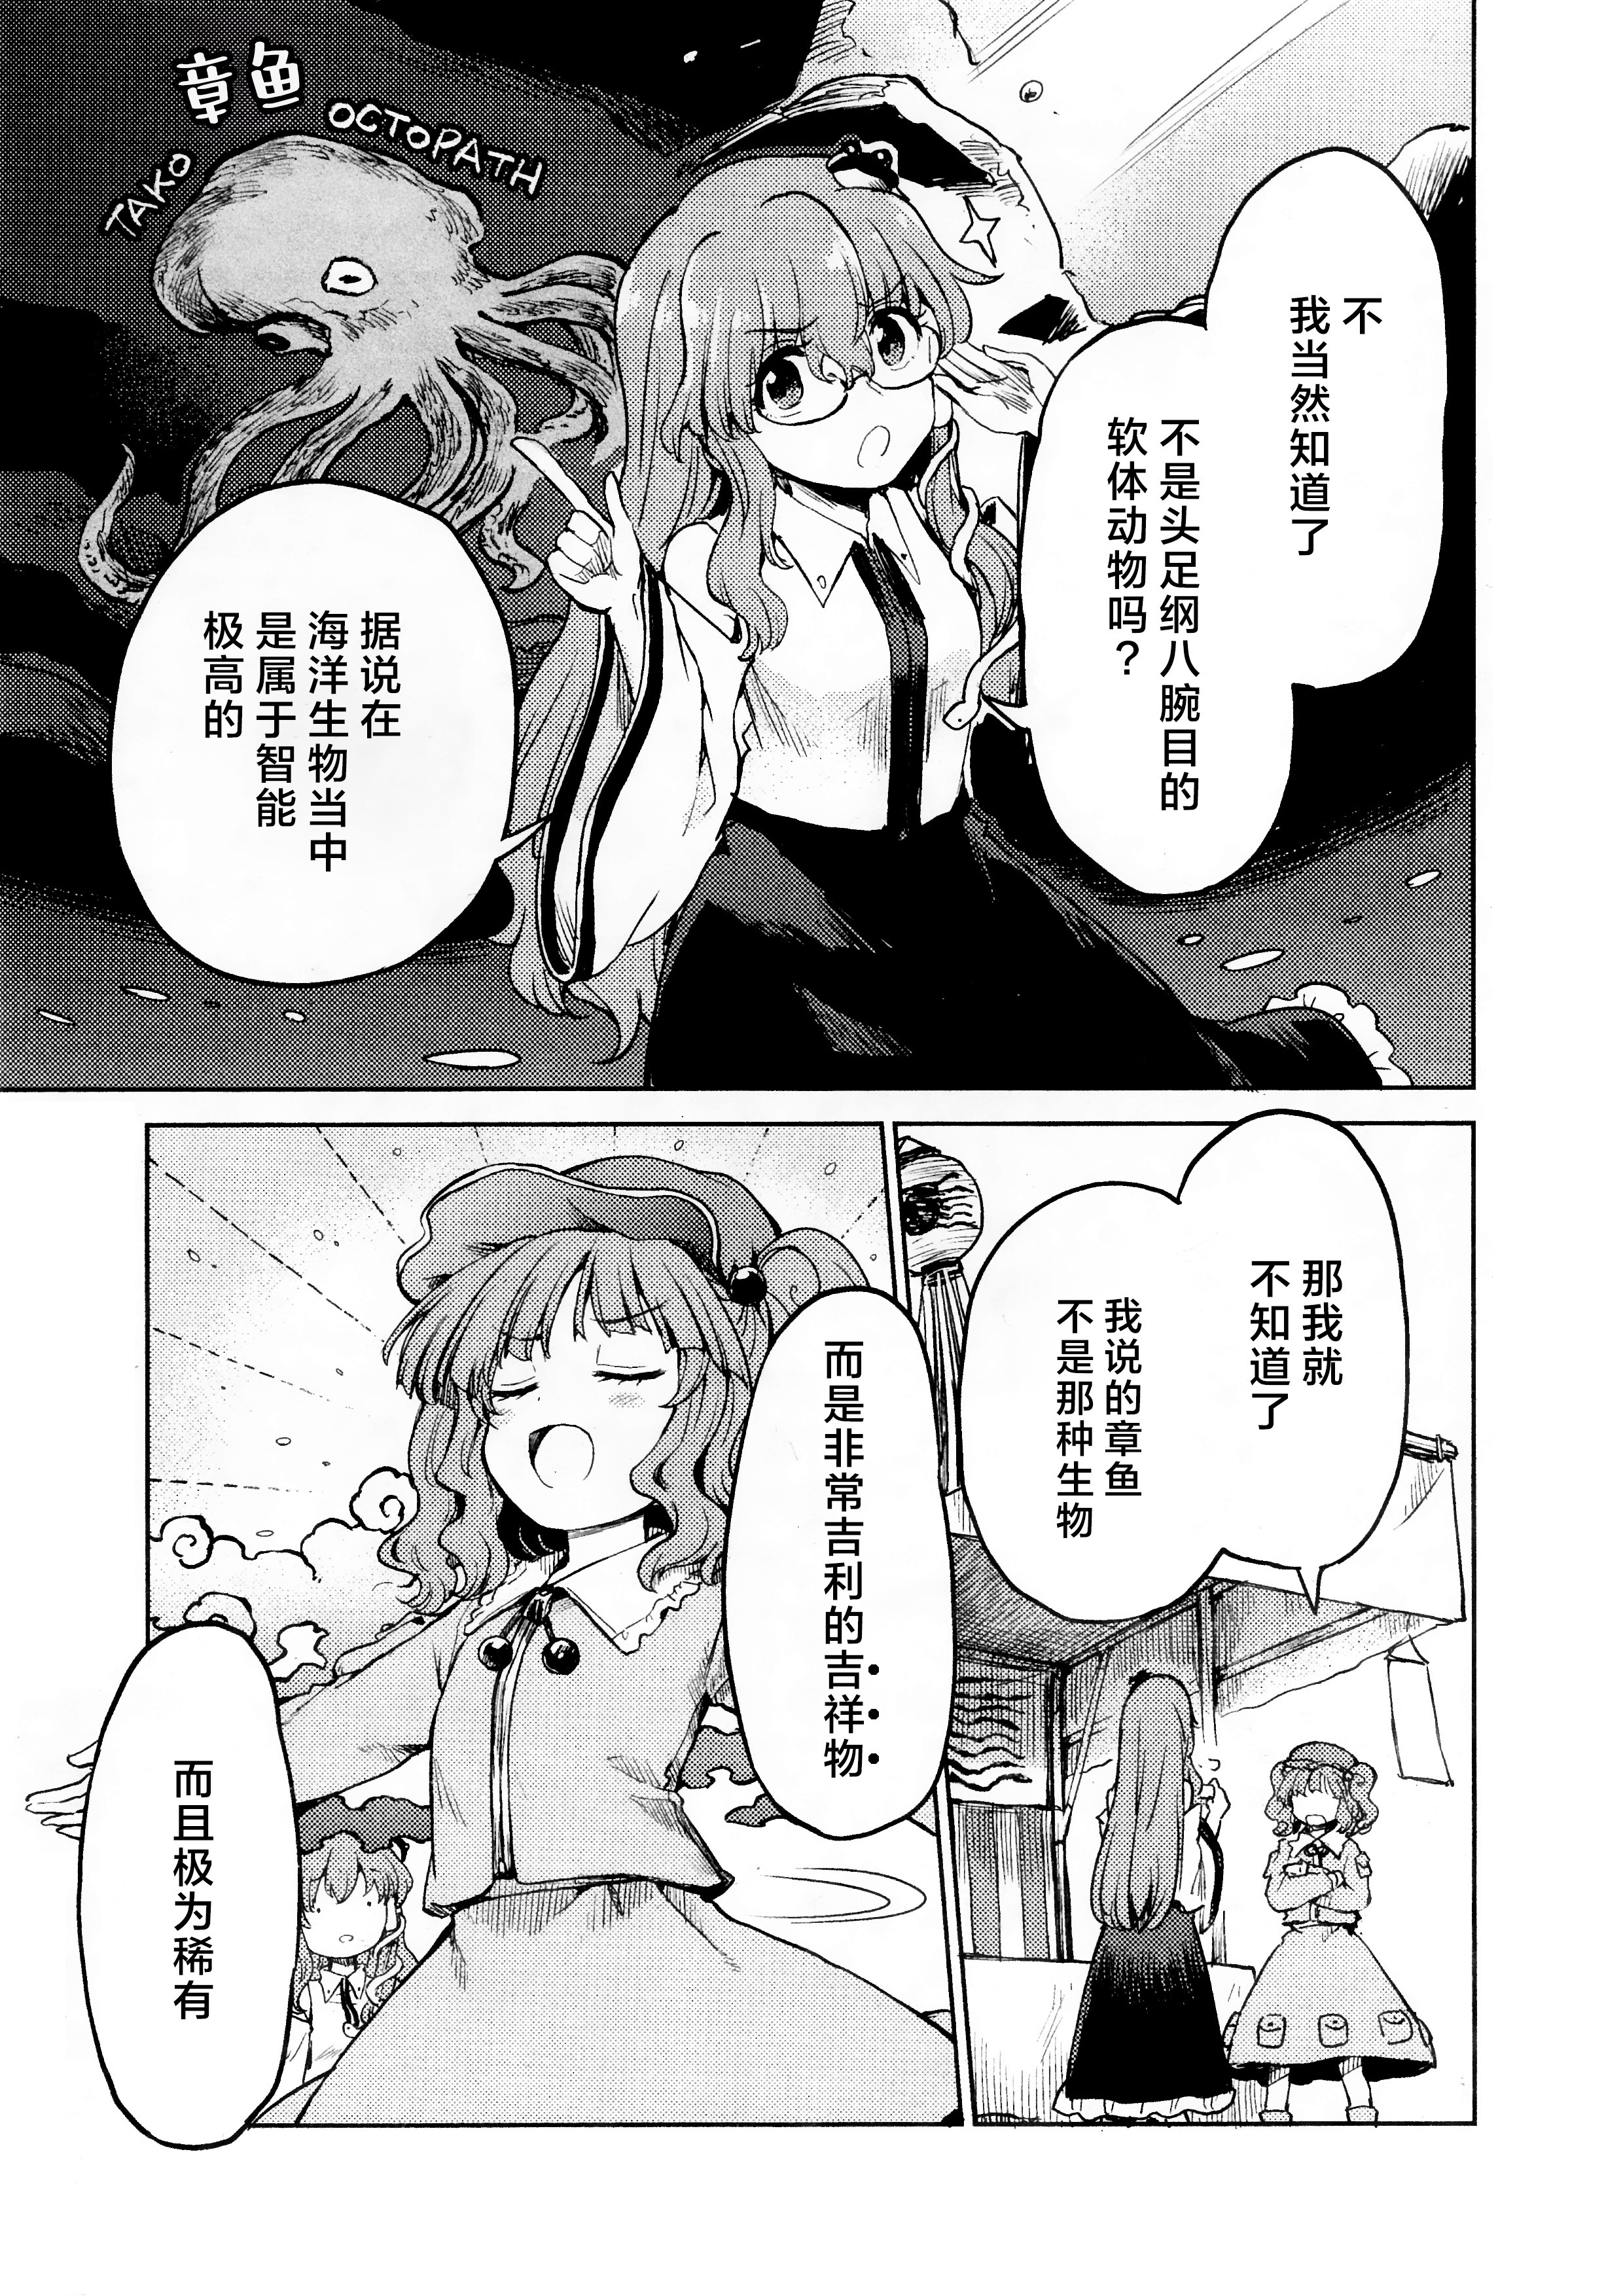 不
我当然知道了
不是头足纲八腕目的
软体动物吗？
章鱼
TAKO
OCTOPATH
据说在
海洋生物当中
是属于智能
极高的
那我就
不知道了
我说的章鱼
不是那种生物
而是非常吉利的吉祥物
而且极为稀有